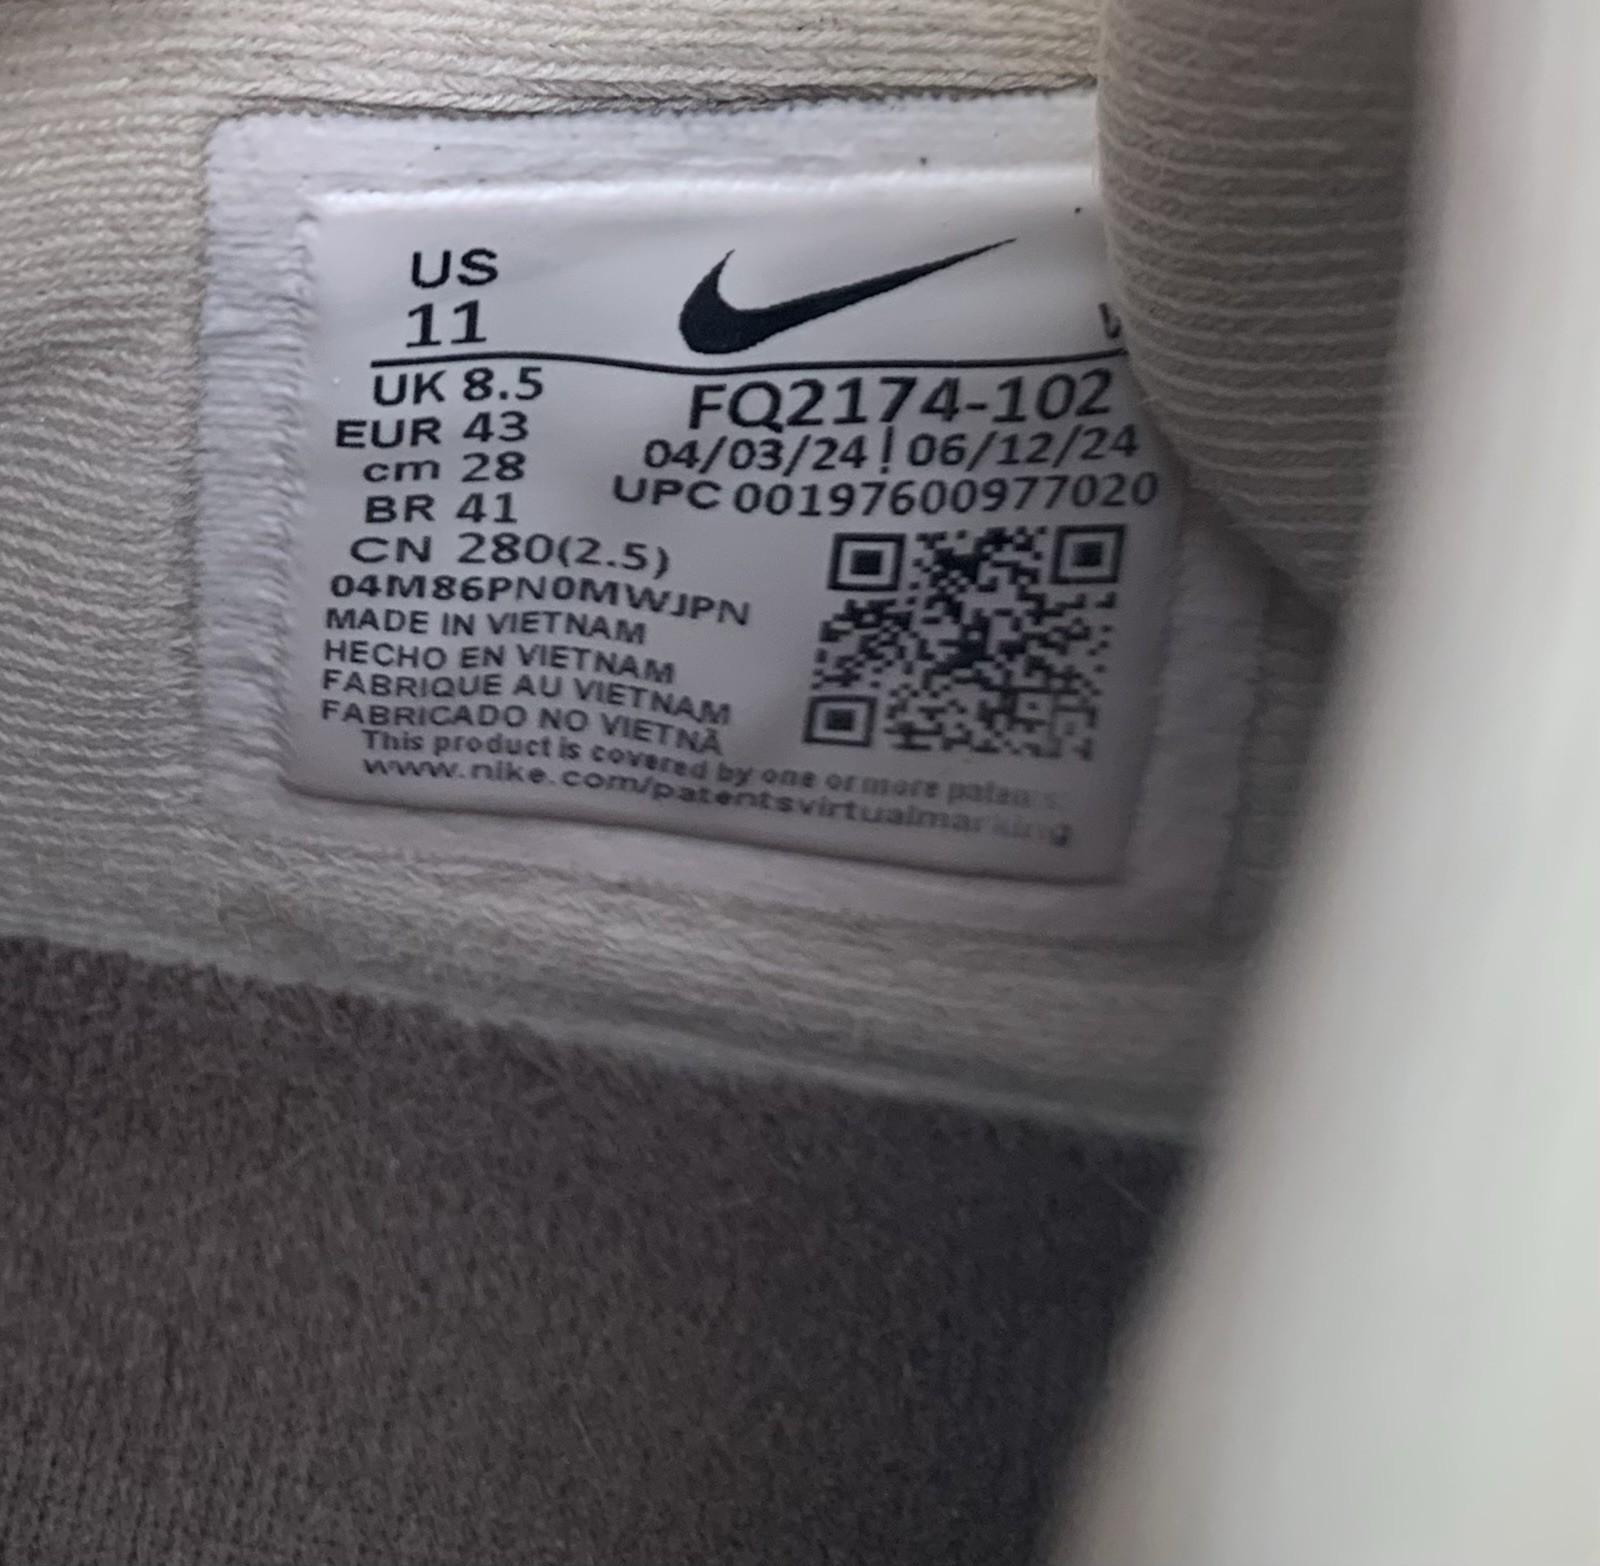 US
11
UK 8.5
EUR 43
cm 28
BR 41
CN 280(2.5)
FQ2174-102
04/03/24 | 06/12/24
UPC 00197600977020
04M86PN0MWJPN
MADE IN VIETNAM
HECHO EN VIETNAM
FABRIQUE AU VIETNAM
FABRICADO NO VIETNÃ
This product is covered by one or more patents
www.nike.com/patentsvirtualmarking